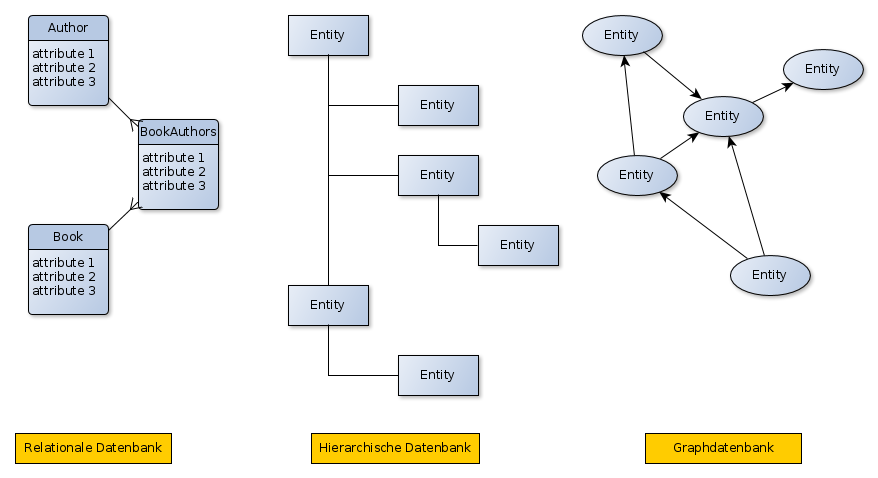 Author
attribute 1
attribute 2
attribute 3
BookAuthors
attribute 1
attribute 2
attribute 3
Book
attribute 1
attribute 2
attribute 3
Relationale Datenbank
Entity
Entity
Entity
Entity
Entity
Entity
Hierarchische Datenbank
Entity
Entity
Entity
Entity
Entity
Graphdatenbank